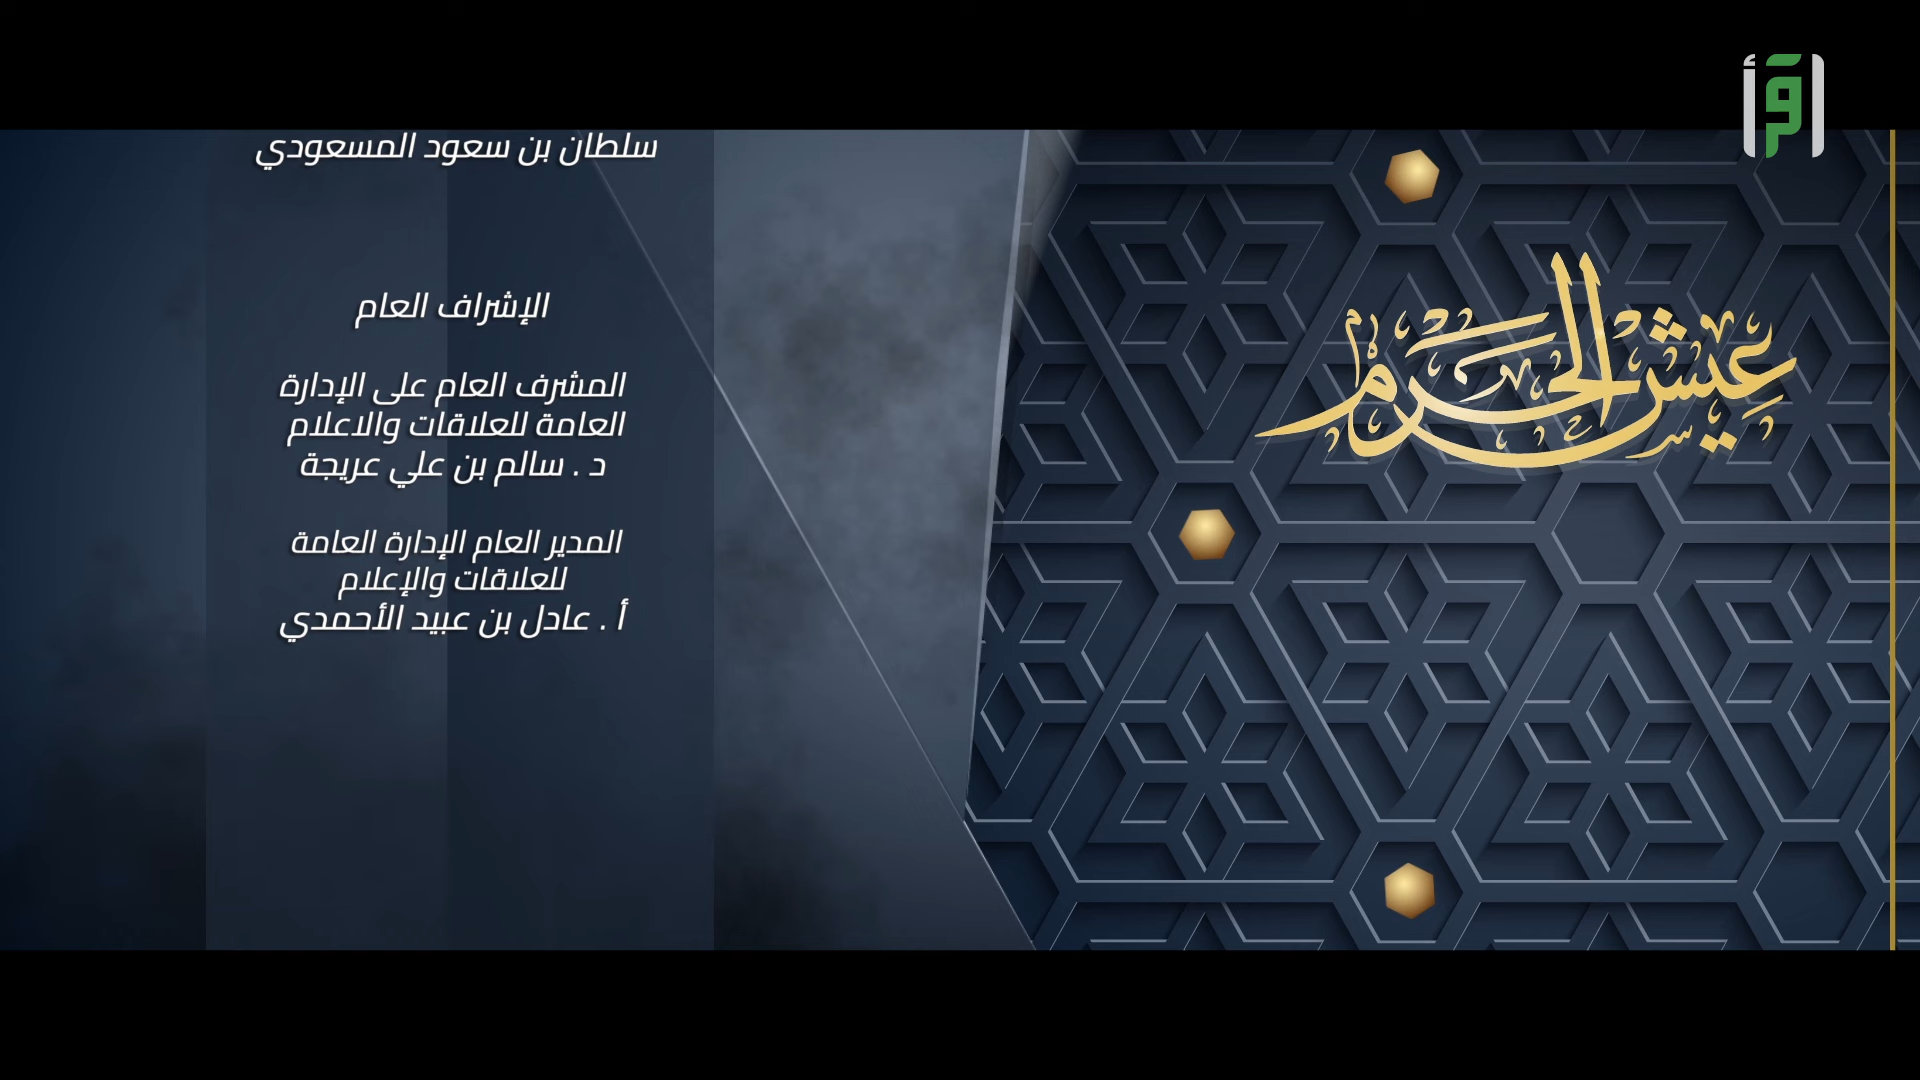 اقرأ
سلطان بن سعود المسعودي
عيش الحرم
الإشراف العام
المشرف العام على الإدارة
العامة للعلاقات والاعلام
د . سالم بن علي عريجة
المدير العام الإدارة العامة
للعلاقات والإعلام
أ . عادل بن عبيد الأحمدي